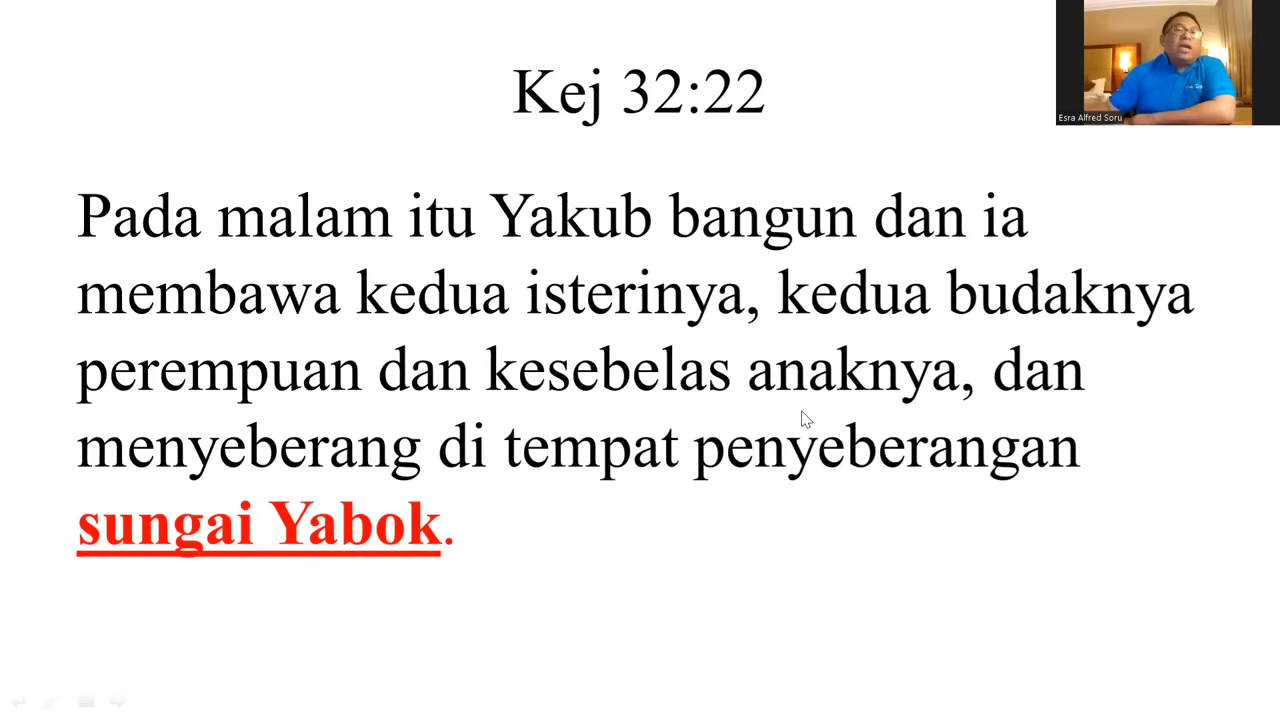 Kej 32:22
Esra Alfred Soru
Pada malam itu Yakub bangun dan ia
membawa kedua isterinya, kedua budaknya
perempuan dan kesebelas anaknya, dan
menyeberang di tempat penyeberangan
sungai Yabok.